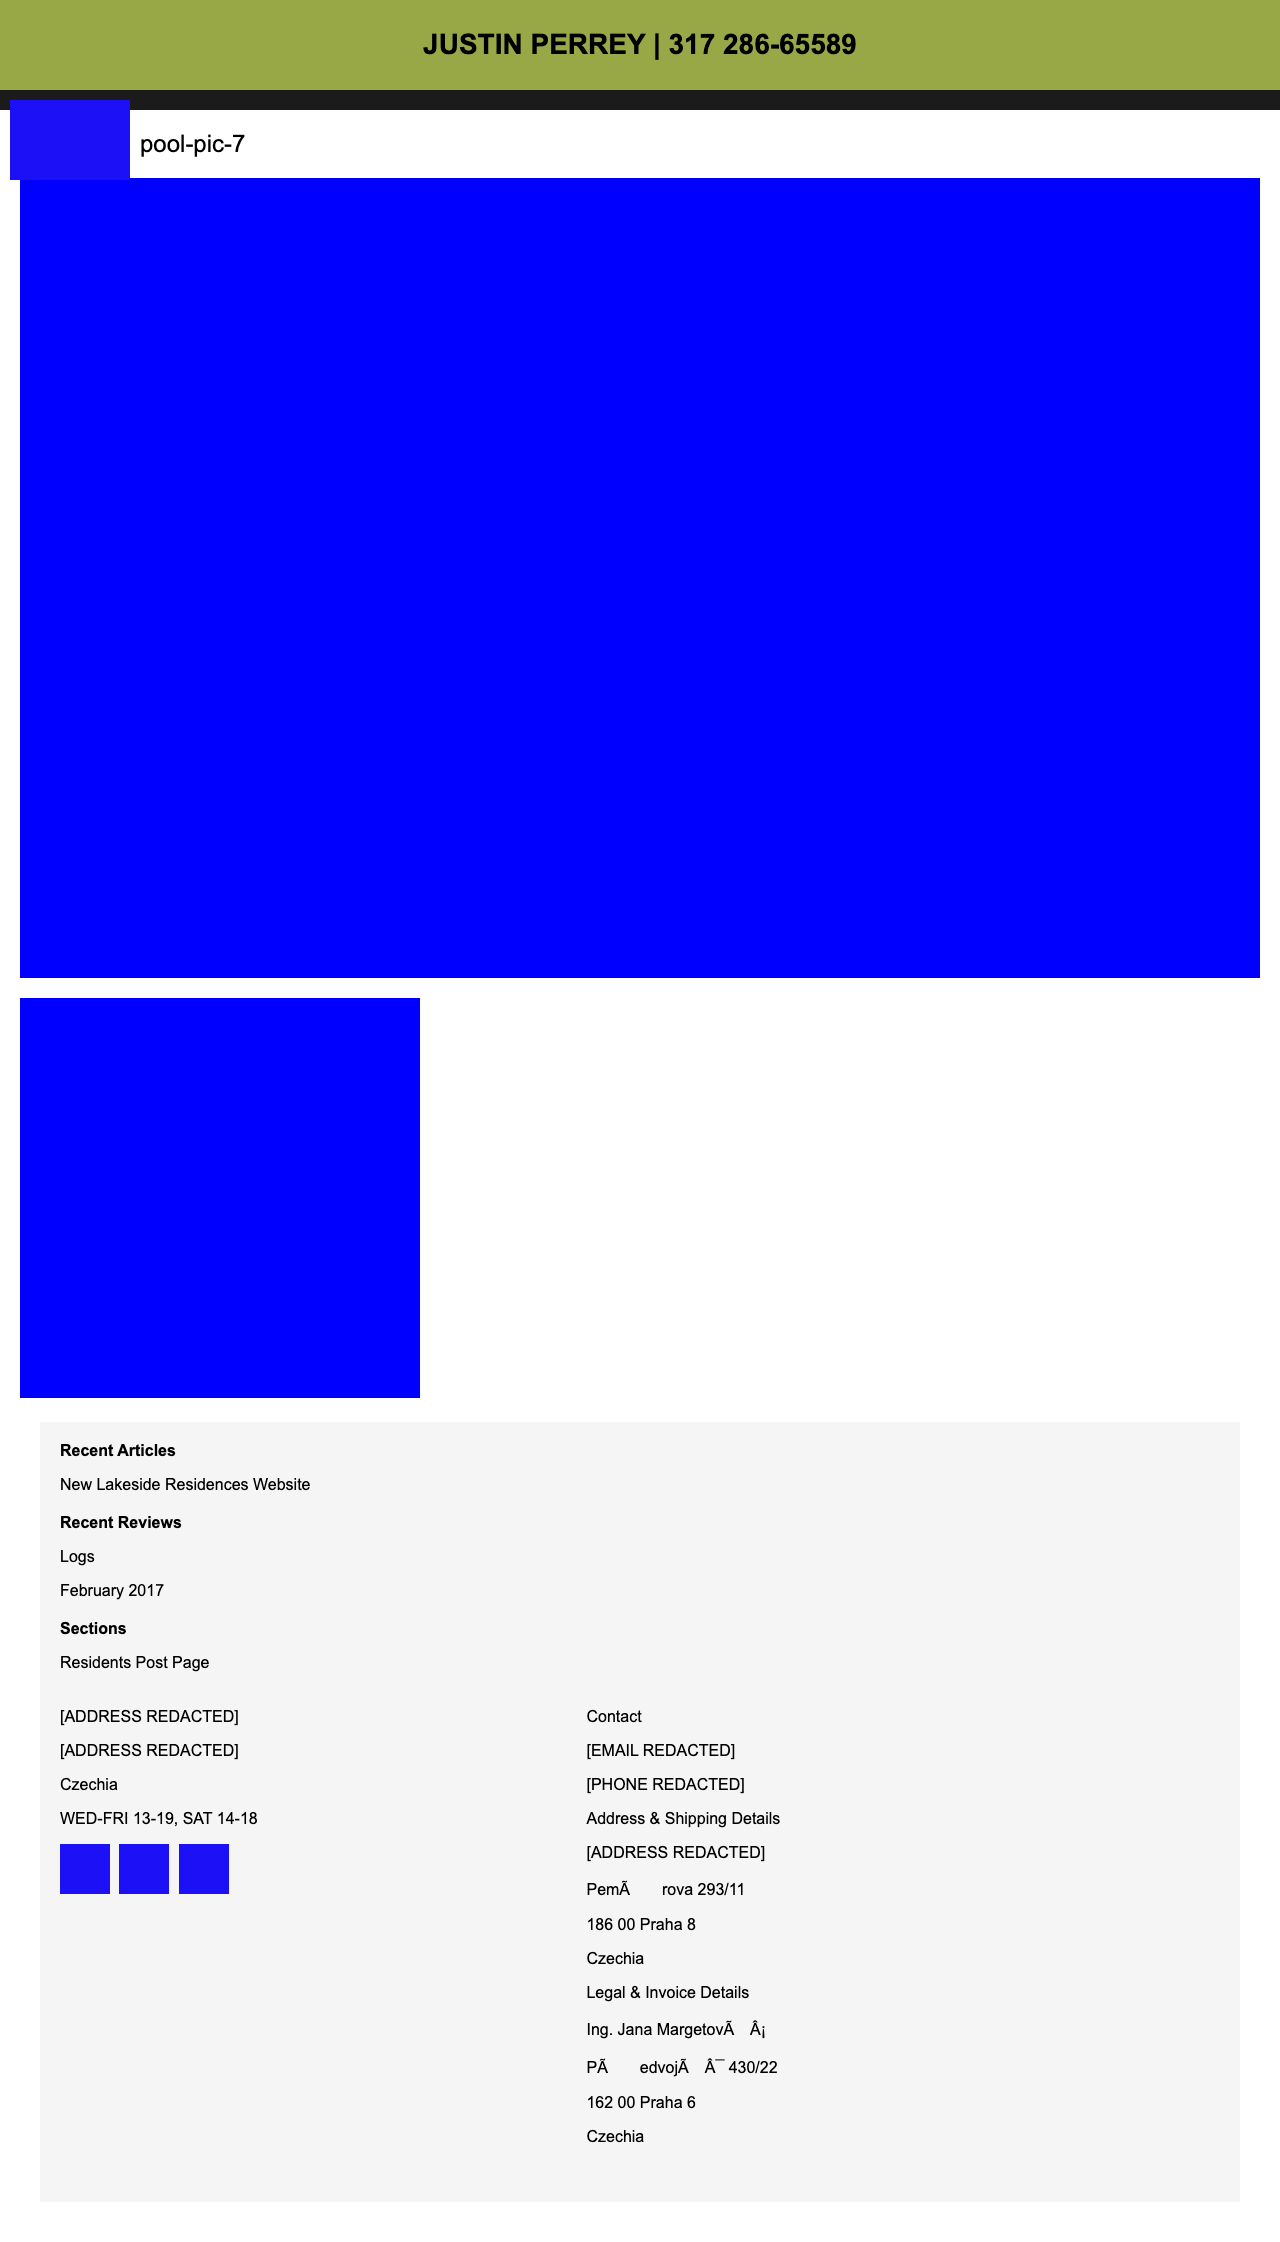 JUSTIN PERREY | 317 286-65589
pool-pic-7
Recent Articles
New Lakeside Residences Website
Recent Reviews
Logs
February 2017
Sections
Residents Post Page
[ADDRESS REDACTED]
[ADDRESS REDACTED]
Czechia
WED-FRI 13-19, SAT 14-18
Contact
[EMAIL REDACTED]
[PHONE REDACTED]
Address & Shipping Details
[ADDRESS REDACTED]
PemÃ rova 293/11
186 00 Praha 8
Czechia
Legal & Invoice Details
Ing. Jana MargetovÃ Â¡
PÃ edvojÃ Â¯ 430/22
162 00 Praha 6
Czechia